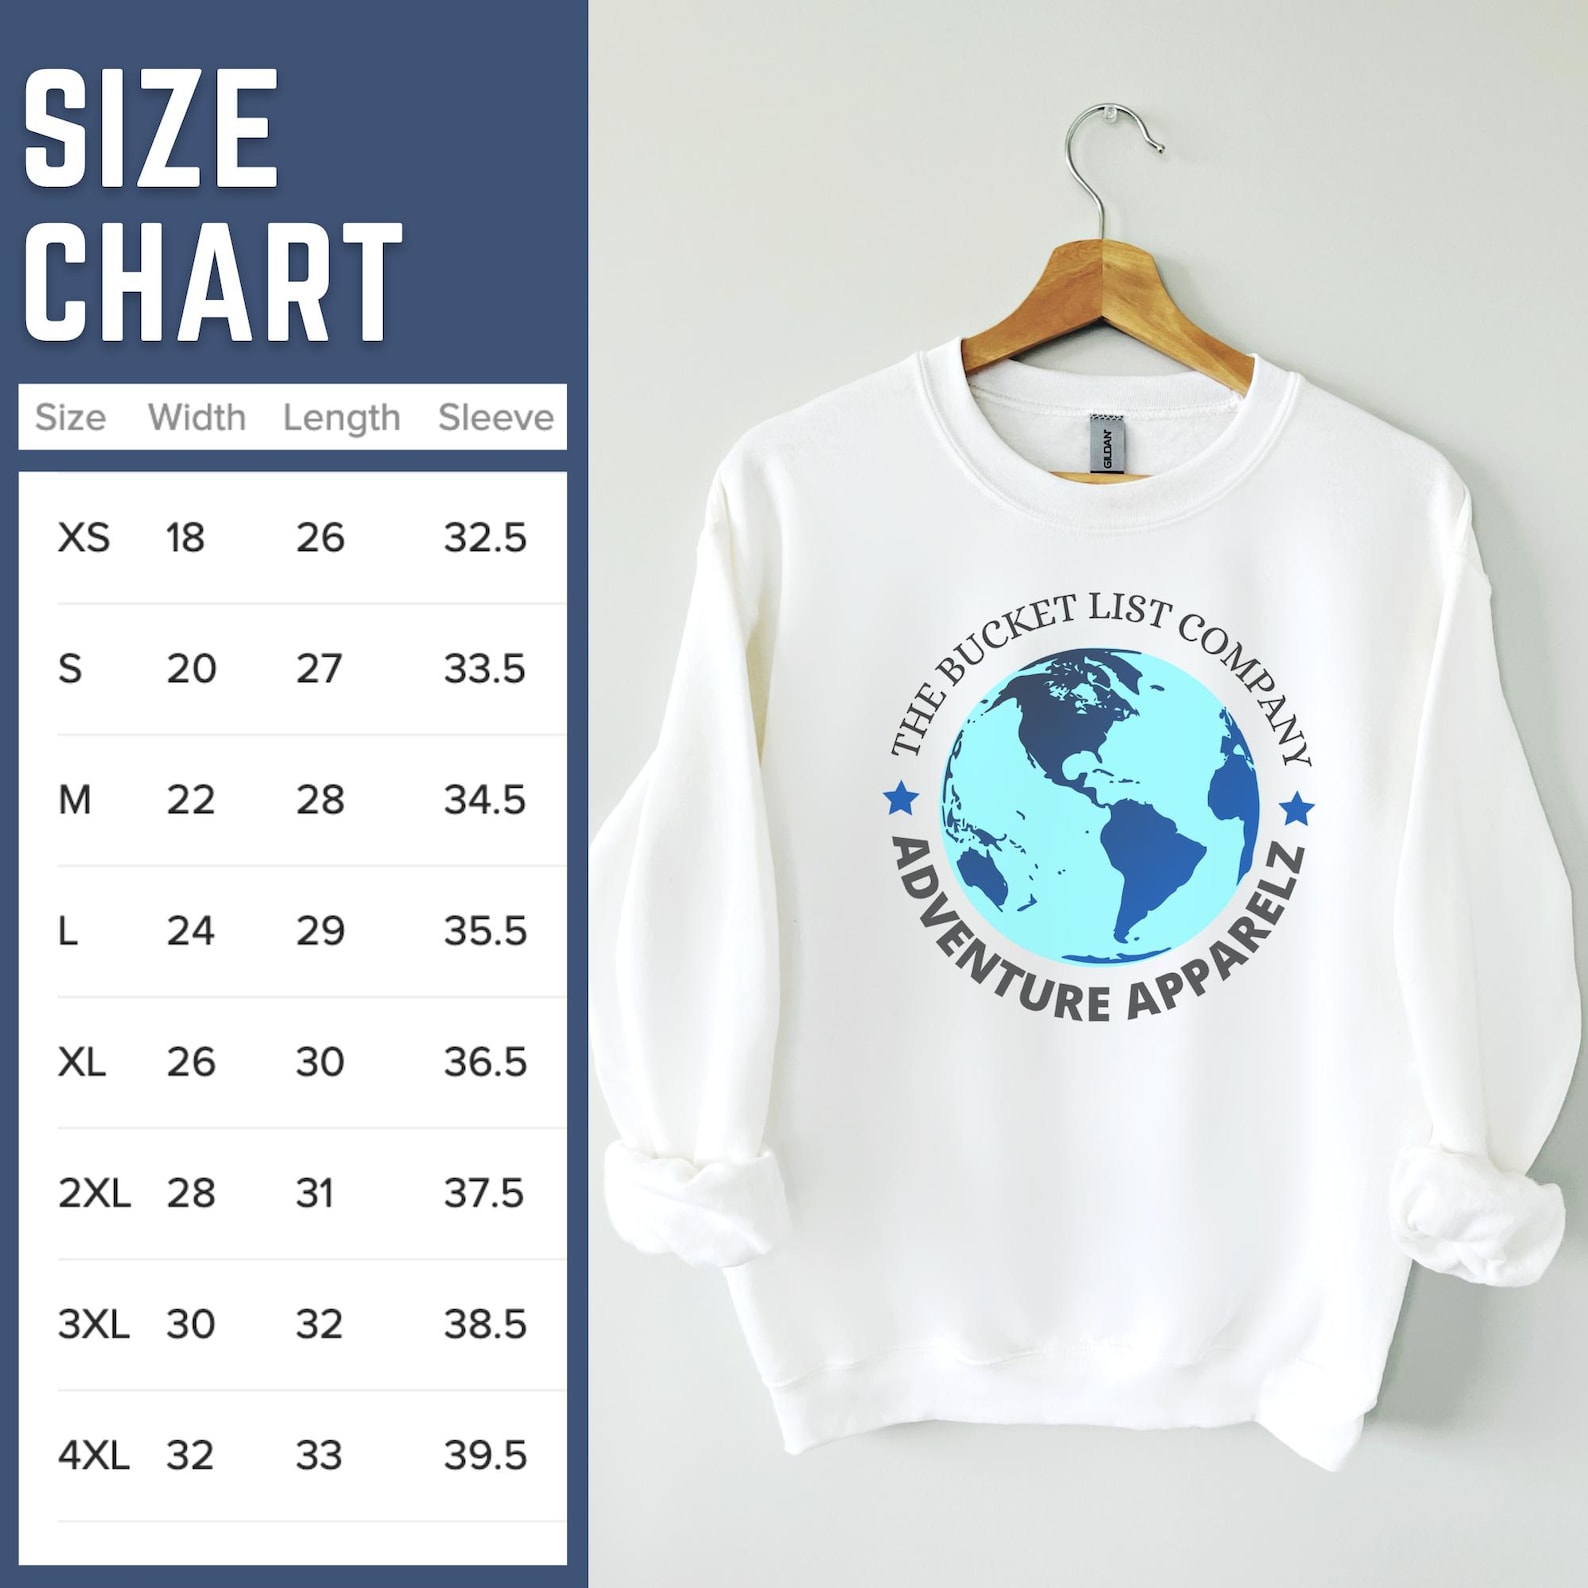 SIZE
CHART
Size Width Length Sleeve
XS 18 26 32.5
S 20 27 33.5
M 22 28 34.5
L 24 29 35.5
XL 26 30 36.5
2XL 28 31 37.5
3XL 30 32 38.5
4XL 32 33 39.5
GILDAN
THE BUCKET LIST COMPANY
ADVENTURE APPARELZ